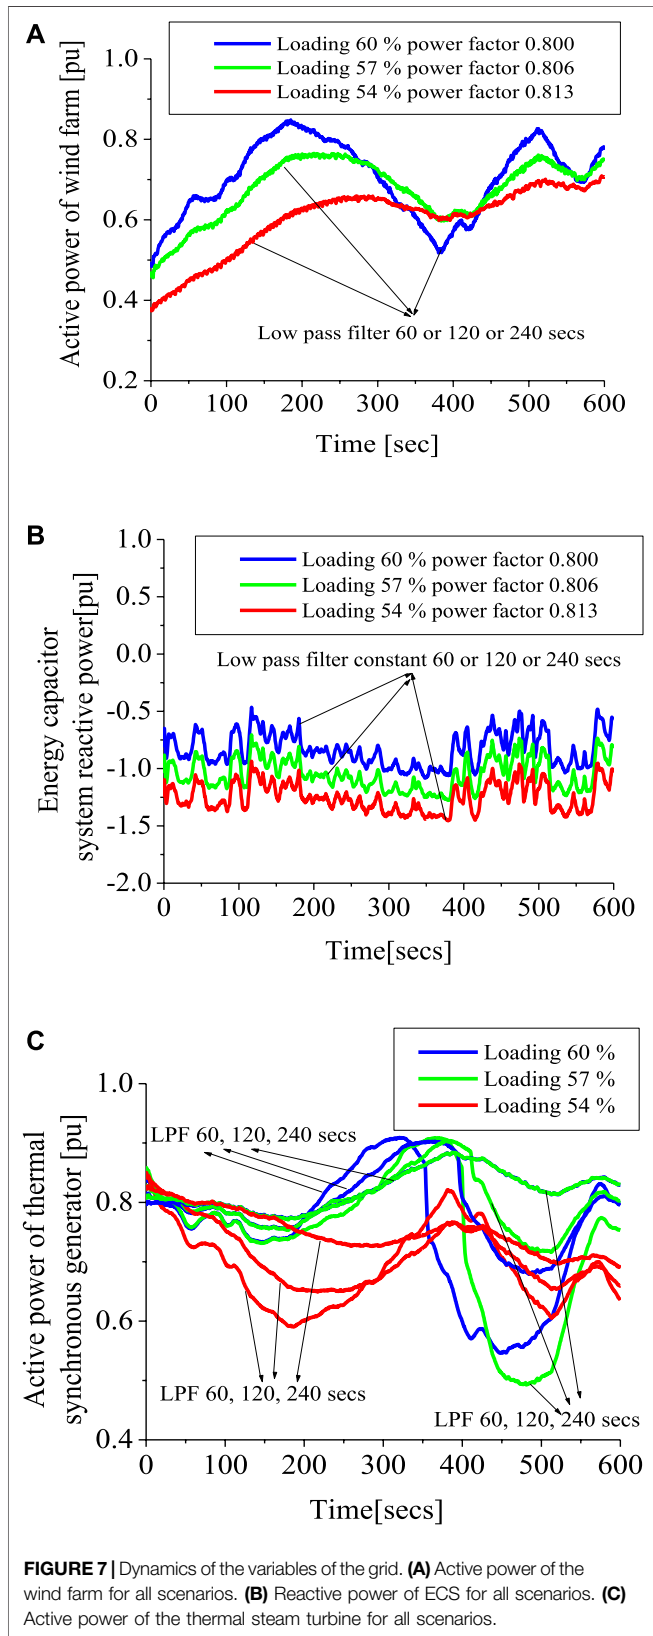 A
Loading 60 % power factor 0.800
Loading 57 % power factor 0.806
Loading 54 % power factor 0.813
Active power of wind farm [pu]
1.0
0.8
0.6
0.4
0.2
Low pass filter 60 or 120 or 240 secs
0 100 200 300 400 500 600
Time [sec]
B
Loading 60 % power factor 0.800
Loading 57 % power factor 0.806
Loading 54 % power factor 0.813
Energy capacitor
system reactive power[pu]
1.0
0.5
0.0
-0.5
-1.0
-1.5
-2.0
Low pass filter constant 60 or 120 or 240 secs
0 100 200 300 400 500 600
Time[secs]
C
Loading 60 %
Loading 57 %
Loading 54 %
Active power of thermal
synchronous generator [pu]
1.0
0.8
0.6
0.4
LPF 60, 120, 240 secs
LPF 60, 120, 240 secs
LPF 60, 120, 240 secs
0 100 200 300 400 500 600
Time[secs]
FIGURE 7 | Dynamics of the variables of the grid. (A) Active power of the
wind farm for all scenarios. (B) Reactive power of ECS for all scenarios. (C)
Active power of the thermal steam turbine for all scenarios.